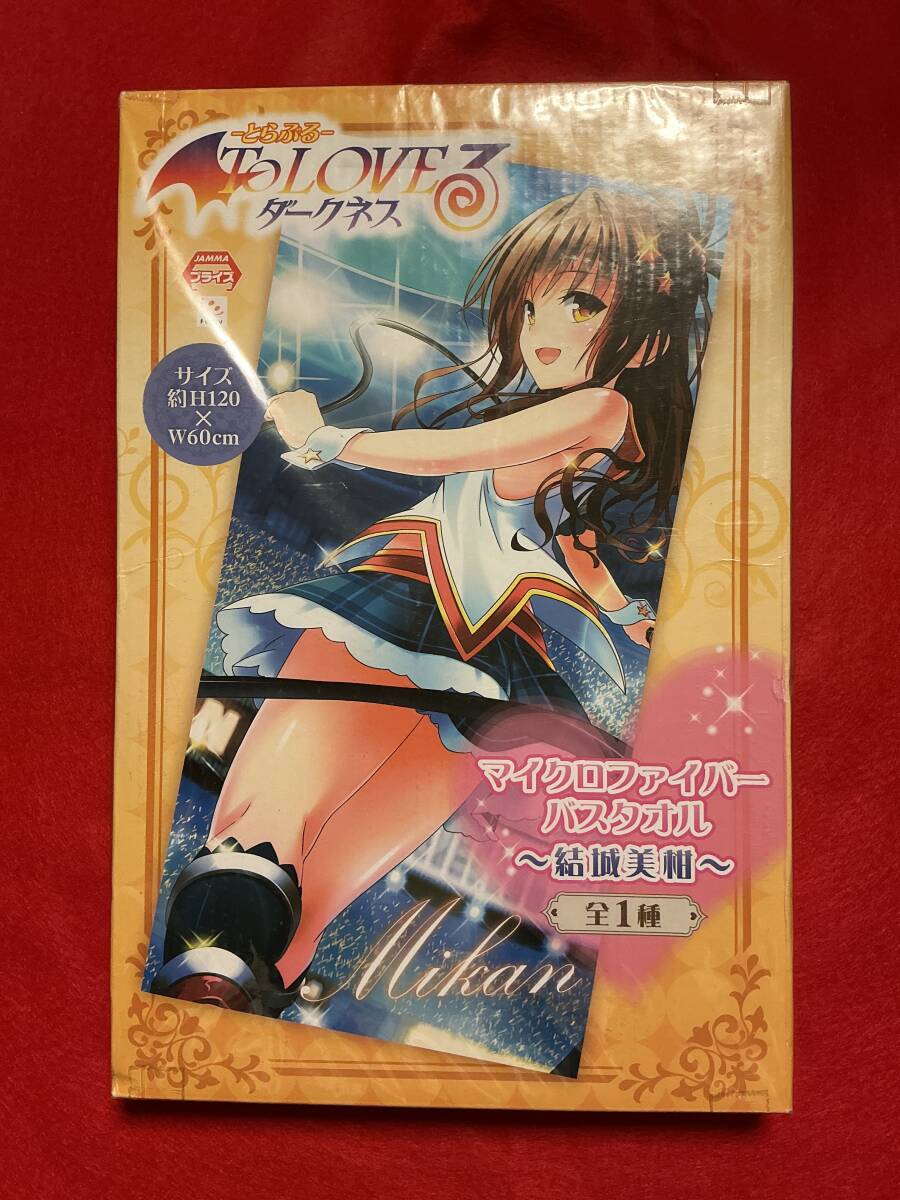 -とらぶる-
To LOVEる
ダークネス
JAMMA
プライズ
サイズ
約H120
×
W60cm
マイクロファイバー
バスタオル
～結城美柑～
全1種
Mikan